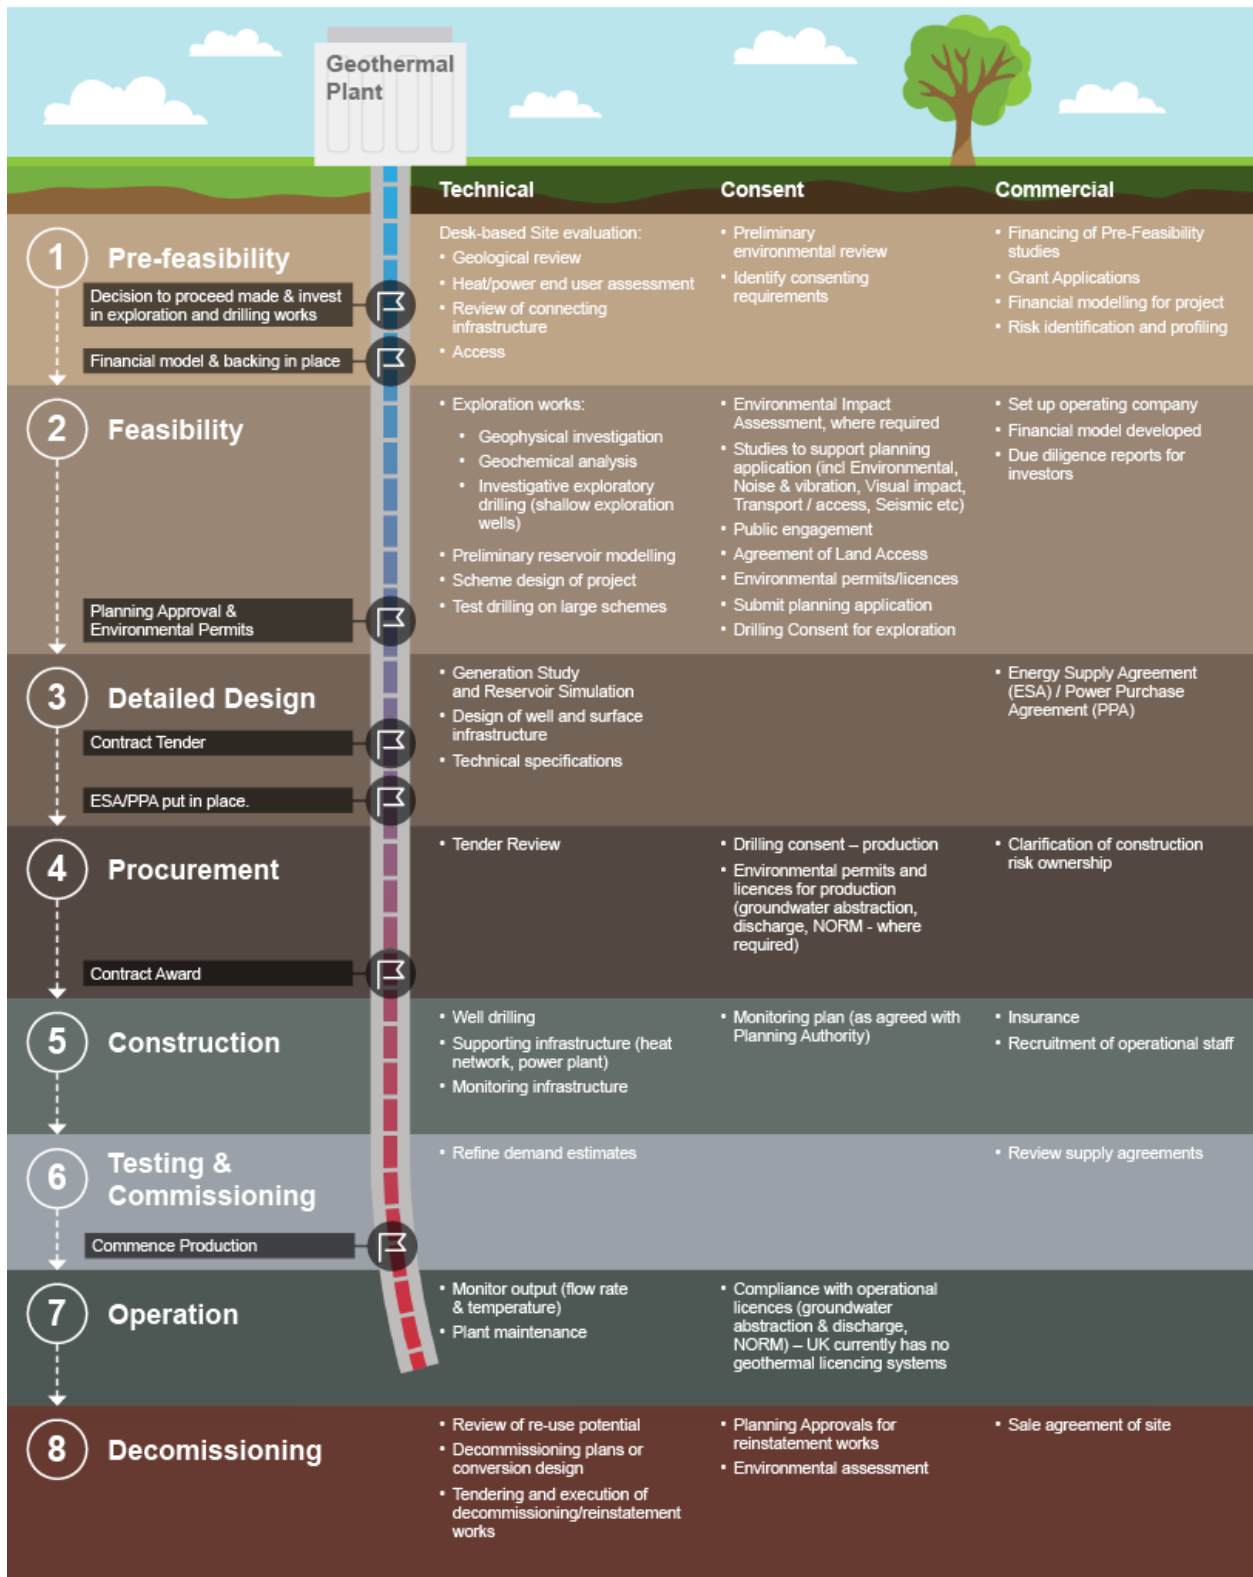 Geothermal
Plant
Technical
Consent
Commercial
1
Pre-feasibility
Decision to proceed made & invest
in exploration and drilling works
Financial model & backing in place
Desk-based Site evaluation:
• Geological review
• Heat/power end user assessment
• Review of connecting
infrastructure
• Access
• Preliminary
environmental review
• Identify consenting
requirements
• Financing of Pre-Feasibility
studies
• Grant Applications
• Financial modelling for project
• Risk identification and profiling
2
Feasibility
Planning Approval &
Environmental Permits
• Exploration works:
• Geophysical investigation
• Geochemical analysis
• Investigative exploratory
drilling (shallow exploration
wells)
• Preliminary reservoir modelling
• Scheme design of project
• Test drilling on large schemes
• Environmental Impact
Assessment, where required
• Studies to support planning
application (incl Environmental,
Noise & vibration, Visual impact,
Transport / access, Seismic etc)
• Public engagement
• Agreement of Land Access
• Environmental permits/licences
• Submit planning application
• Drilling Consent for exploration
• Set up operating company
• Financial model developed
• Due diligence reports for
investors
3
Detailed Design
Contract Tender
ESA/PPA put in place.
• Generation Study
and Reservoir Simulation
• Design of well and surface
infrastructure
• Technical specifications
• Energy Supply Agreement
(ESA) / Power Purchase
Agreement (PPA)
4
Procurement
Contract Award
• Tender Review
• Drilling consent – production
• Environmental permits and
licences for production
(groundwater abstraction,
discharge, NORM - where
required)
• Clarification of construction
risk ownership
5
Construction
• Well drilling
• Supporting infrastructure (heat
network, power plant)
• Monitoring infrastructure
• Monitoring plan (as agreed with
Planning Authority)
• Insurance
• Recruitment of operational staff
6
Testing &
Commissioning
Commence Production
• Refine demand estimates
• Review supply agreements
7
Operation
• Monitor output (flow rate
& temperature)
• Plant maintenance
• Compliance with operational
licences (groundwater
abstraction & discharge,
NORM) – UK currently has no
geothermal licencing systems
8
Decomissioning
• Review of re-use potential
• Decommissioning plans or
conversion design
• Tendering and execution of
decommissioning/reinstatement
works
• Planning Approvals for
reinstatement works
• Environmental assessment
• Sale agreement of site